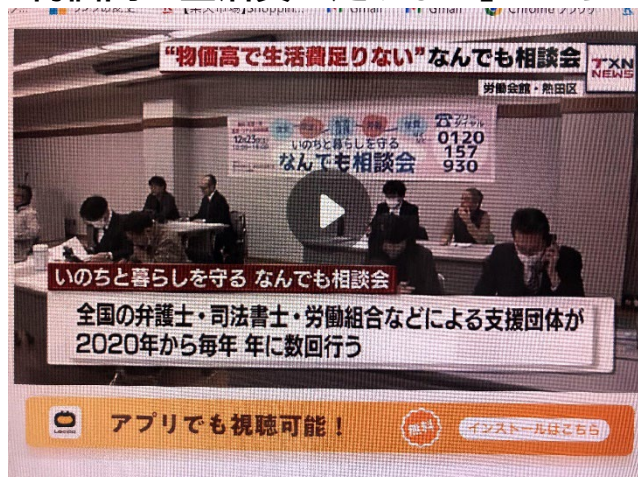 "物価高で生活費足りない"なんでも相談会
TXN
NEWS
労働会館・熱田区
いのちと暮らしを守る
なんでも相談会
0120
157
930
いのちと暮らしを守る なんでも相談会
全国の弁護士・司法書士・労働組合などによる支援団体が
2020年から毎年 年に数回行う
アプリでも視聴可能！
無料
インストールはこちら